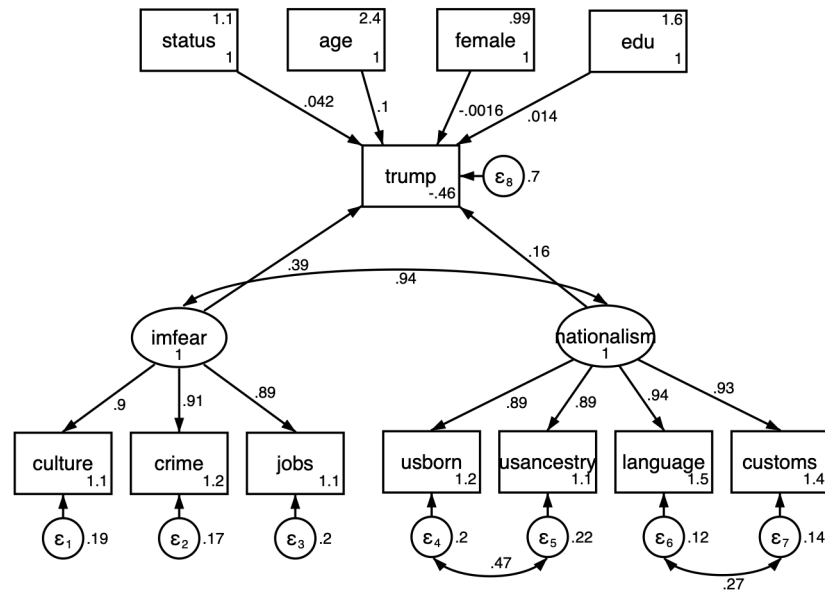 1.1 2.4 .99 1.6
status age female edu
1 1 1 1
.042 .1 -.0016 .014
trump ε8 .7
-.46
.39 .16
.94
imfear nationalism
1 1
.9 .91 .89 .89 .89 .94 .93
culture crime jobs usborn usancestry language customs
1.1 1.2 1.1 1.2 1.1 1.5 1.4
ε1 .19 ε2 .17 ε3 .2 ε4 .2 ε5 .22 ε6 .12 ε7 .14
.47 .27